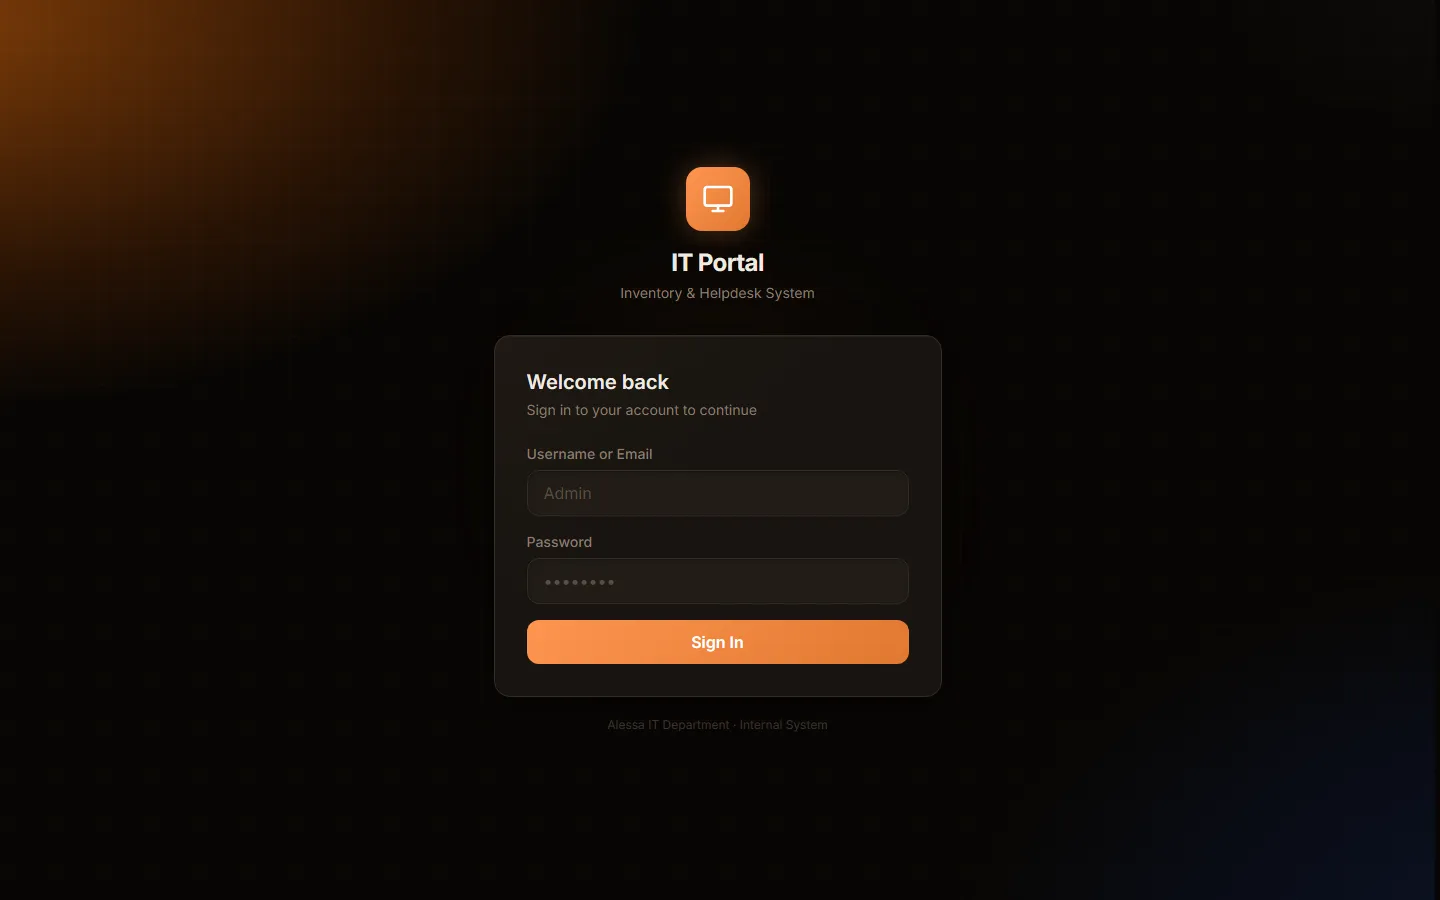 IT Portal
Inventory & Helpdesk System
Welcome back
Sign in to your account to continue
Username or Email
Admin
Password
••••••••
Sign In
Alessa IT Department · Internal System